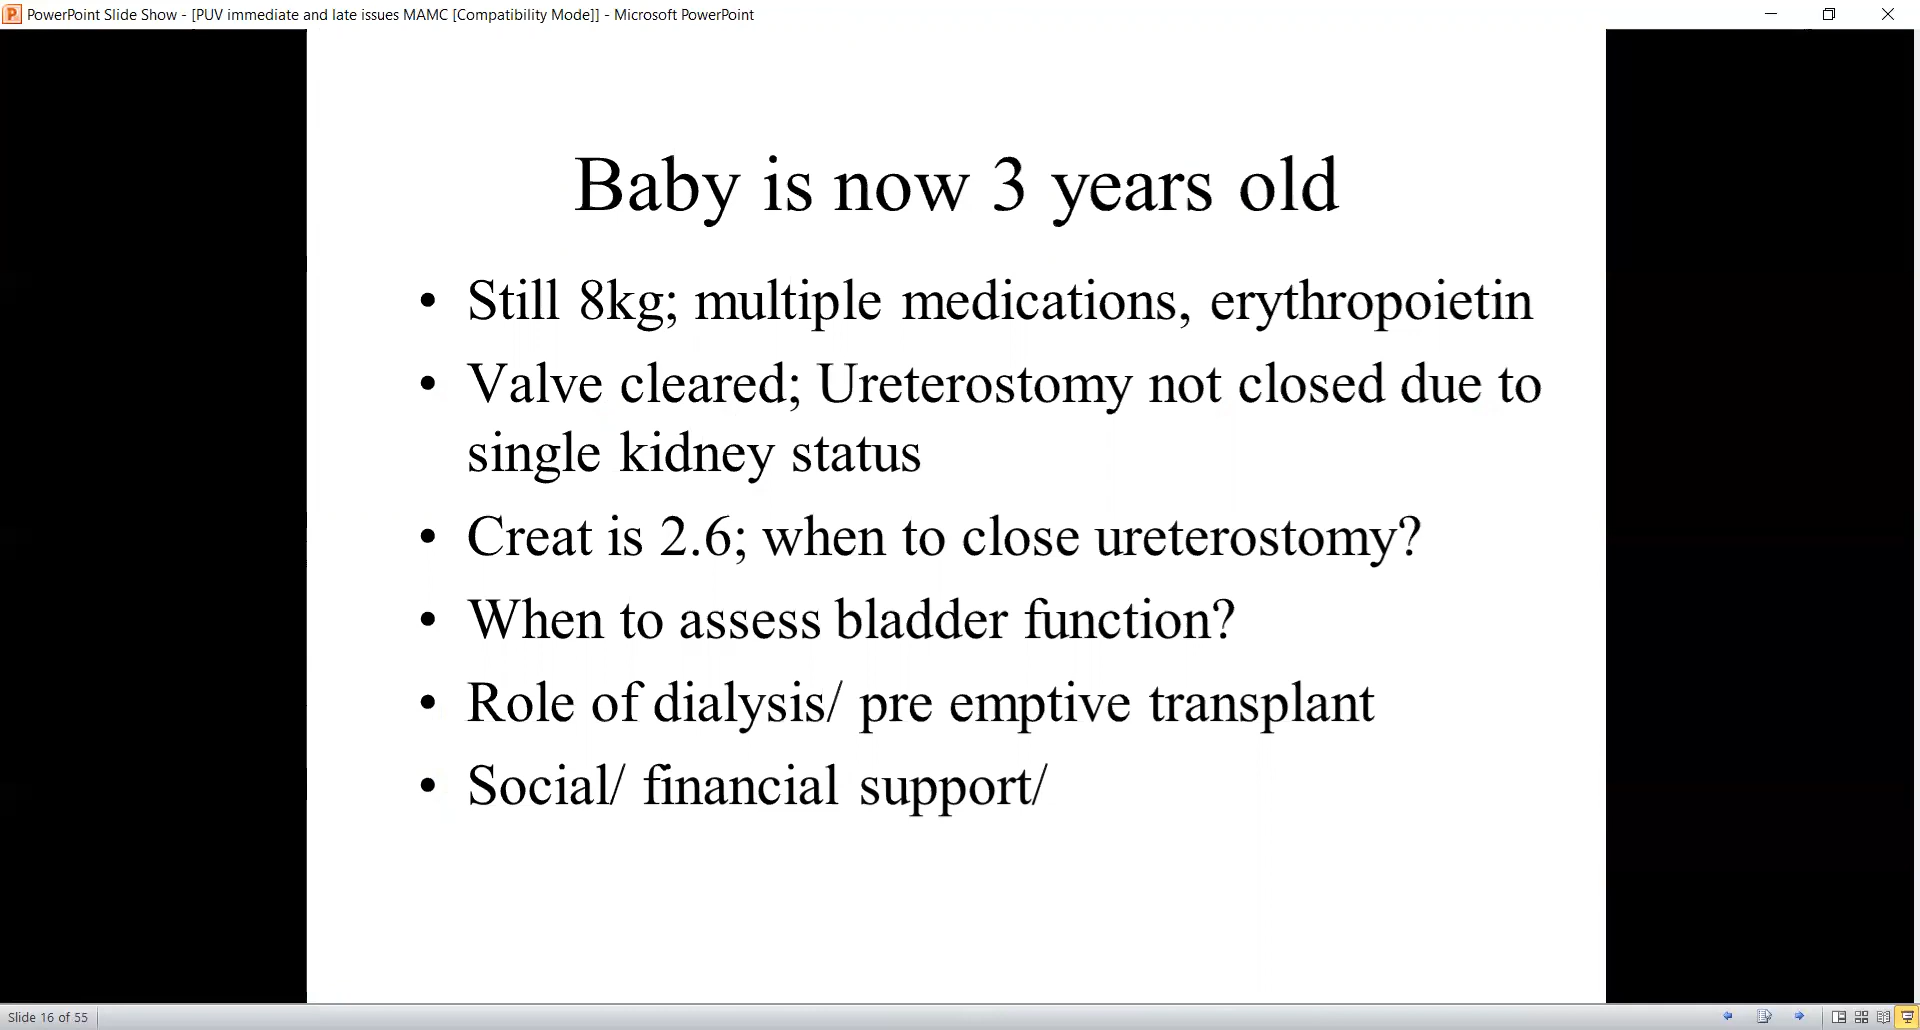 PowerPoint Slide Show - [PUV immediate and late issues MAMC [Compatibility Mode]] - Microsoft PowerPoint
Baby is now 3 years old
• Still 8kg; multiple medications, erythropoietin
• Valve cleared; Ureterostomy not closed due to
single kidney status
• Creat is 2.6; when to close ureterostomy?
• When to assess bladder function?
• Role of dialysis/ pre emptive transplant
• Social/ financial support/
Slide 16 of 55